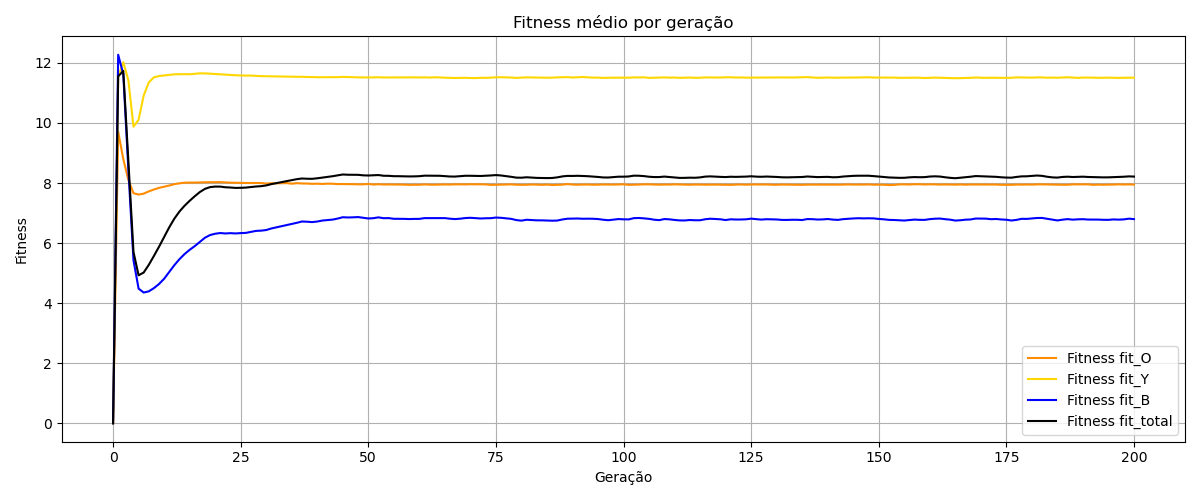 Fitness médio por geração
12
10
8
6
4
2
0
Fitness
0 25 50 75 100 125 150 175 200
Geração
Fitness fit_O
Fitness fit_Y
Fitness fit_B
Fitness fit_total